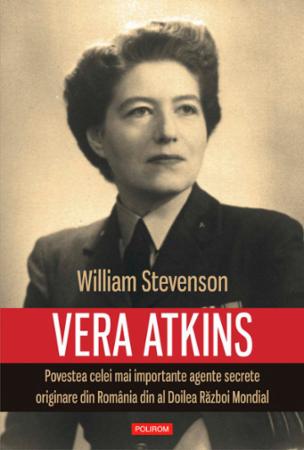 William Stevenson
VERA ATKINS
Povestea celei mai importante agente secrete
originare din România din al Doilea Război Mondial
POLIROM